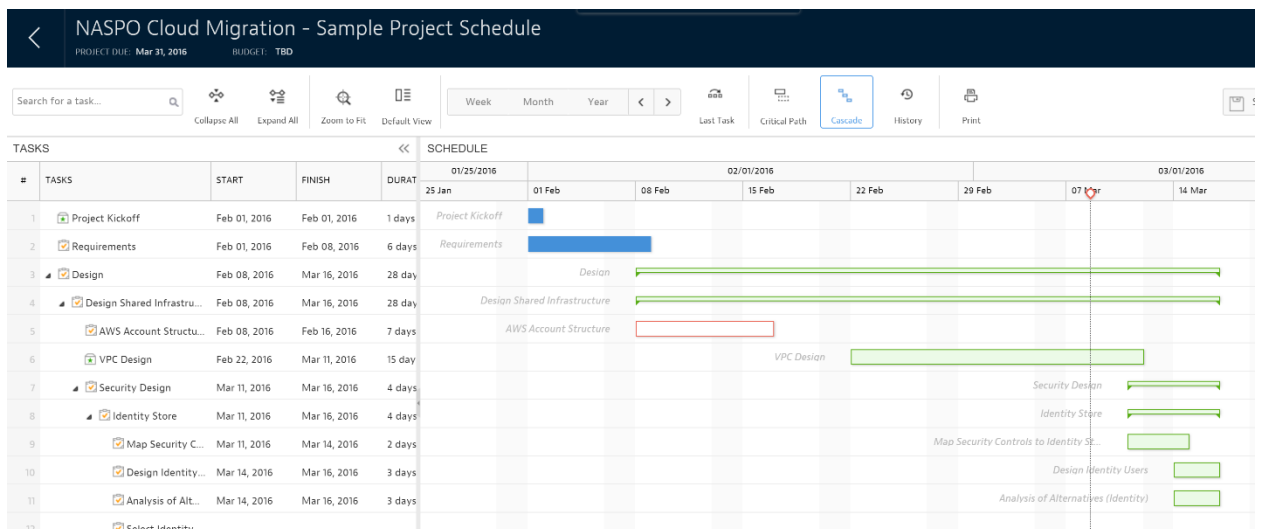 NASPO Cloud Migration - Sample Project Schedule
PROJECT DUE: Mar 31, 2016 BUDGET: TBD
Search for a task...
Collapse All Expand All Zoom to Fit Default View Week Month Year Last Task Critical Path Cascade History Print
TASKS SCHEDULE
# TASKS START FINISH DURAT
01/25/2016 02/01/2016 03/01/2016
25 Jan 01 Feb 08 Feb 15 Feb 22 Feb 29 Feb 07 Mar 14 Mar
1 Project Kickoff Feb 01, 2016 Feb 01, 2016 1 days Project Kickoff
2 Requirements Feb 01, 2016 Feb 08, 2016 6 days Requirements
3 Design Feb 08, 2016 Mar 16, 2016 28 day Design
4 Design Shared Infrastru... Feb 08, 2016 Mar 16, 2016 28 day Design Shared Infrastructure
5 AWS Account Structu... Feb 08, 2016 Feb 16, 2016 7 days AWS Account Structure
6 VPC Design Feb 22, 2016 Mar 11, 2016 15 day VPC Design
7 Security Design Mar 11, 2016 Mar 16, 2016 4 days Security Design
8 Identity Store Mar 11, 2016 Mar 16, 2016 4 days Identity Store
9 Map Security C... Mar 11, 2016 Mar 14, 2016 2 days Map Security Controls to Identity St...
10 Design Identity... Mar 14, 2016 Mar 16, 2016 3 days Design Identity Users
11 Analysis of Alt... Mar 14, 2016 Mar 16, 2016 3 days Analysis of Alternatives (Identity)
12 Select Identity